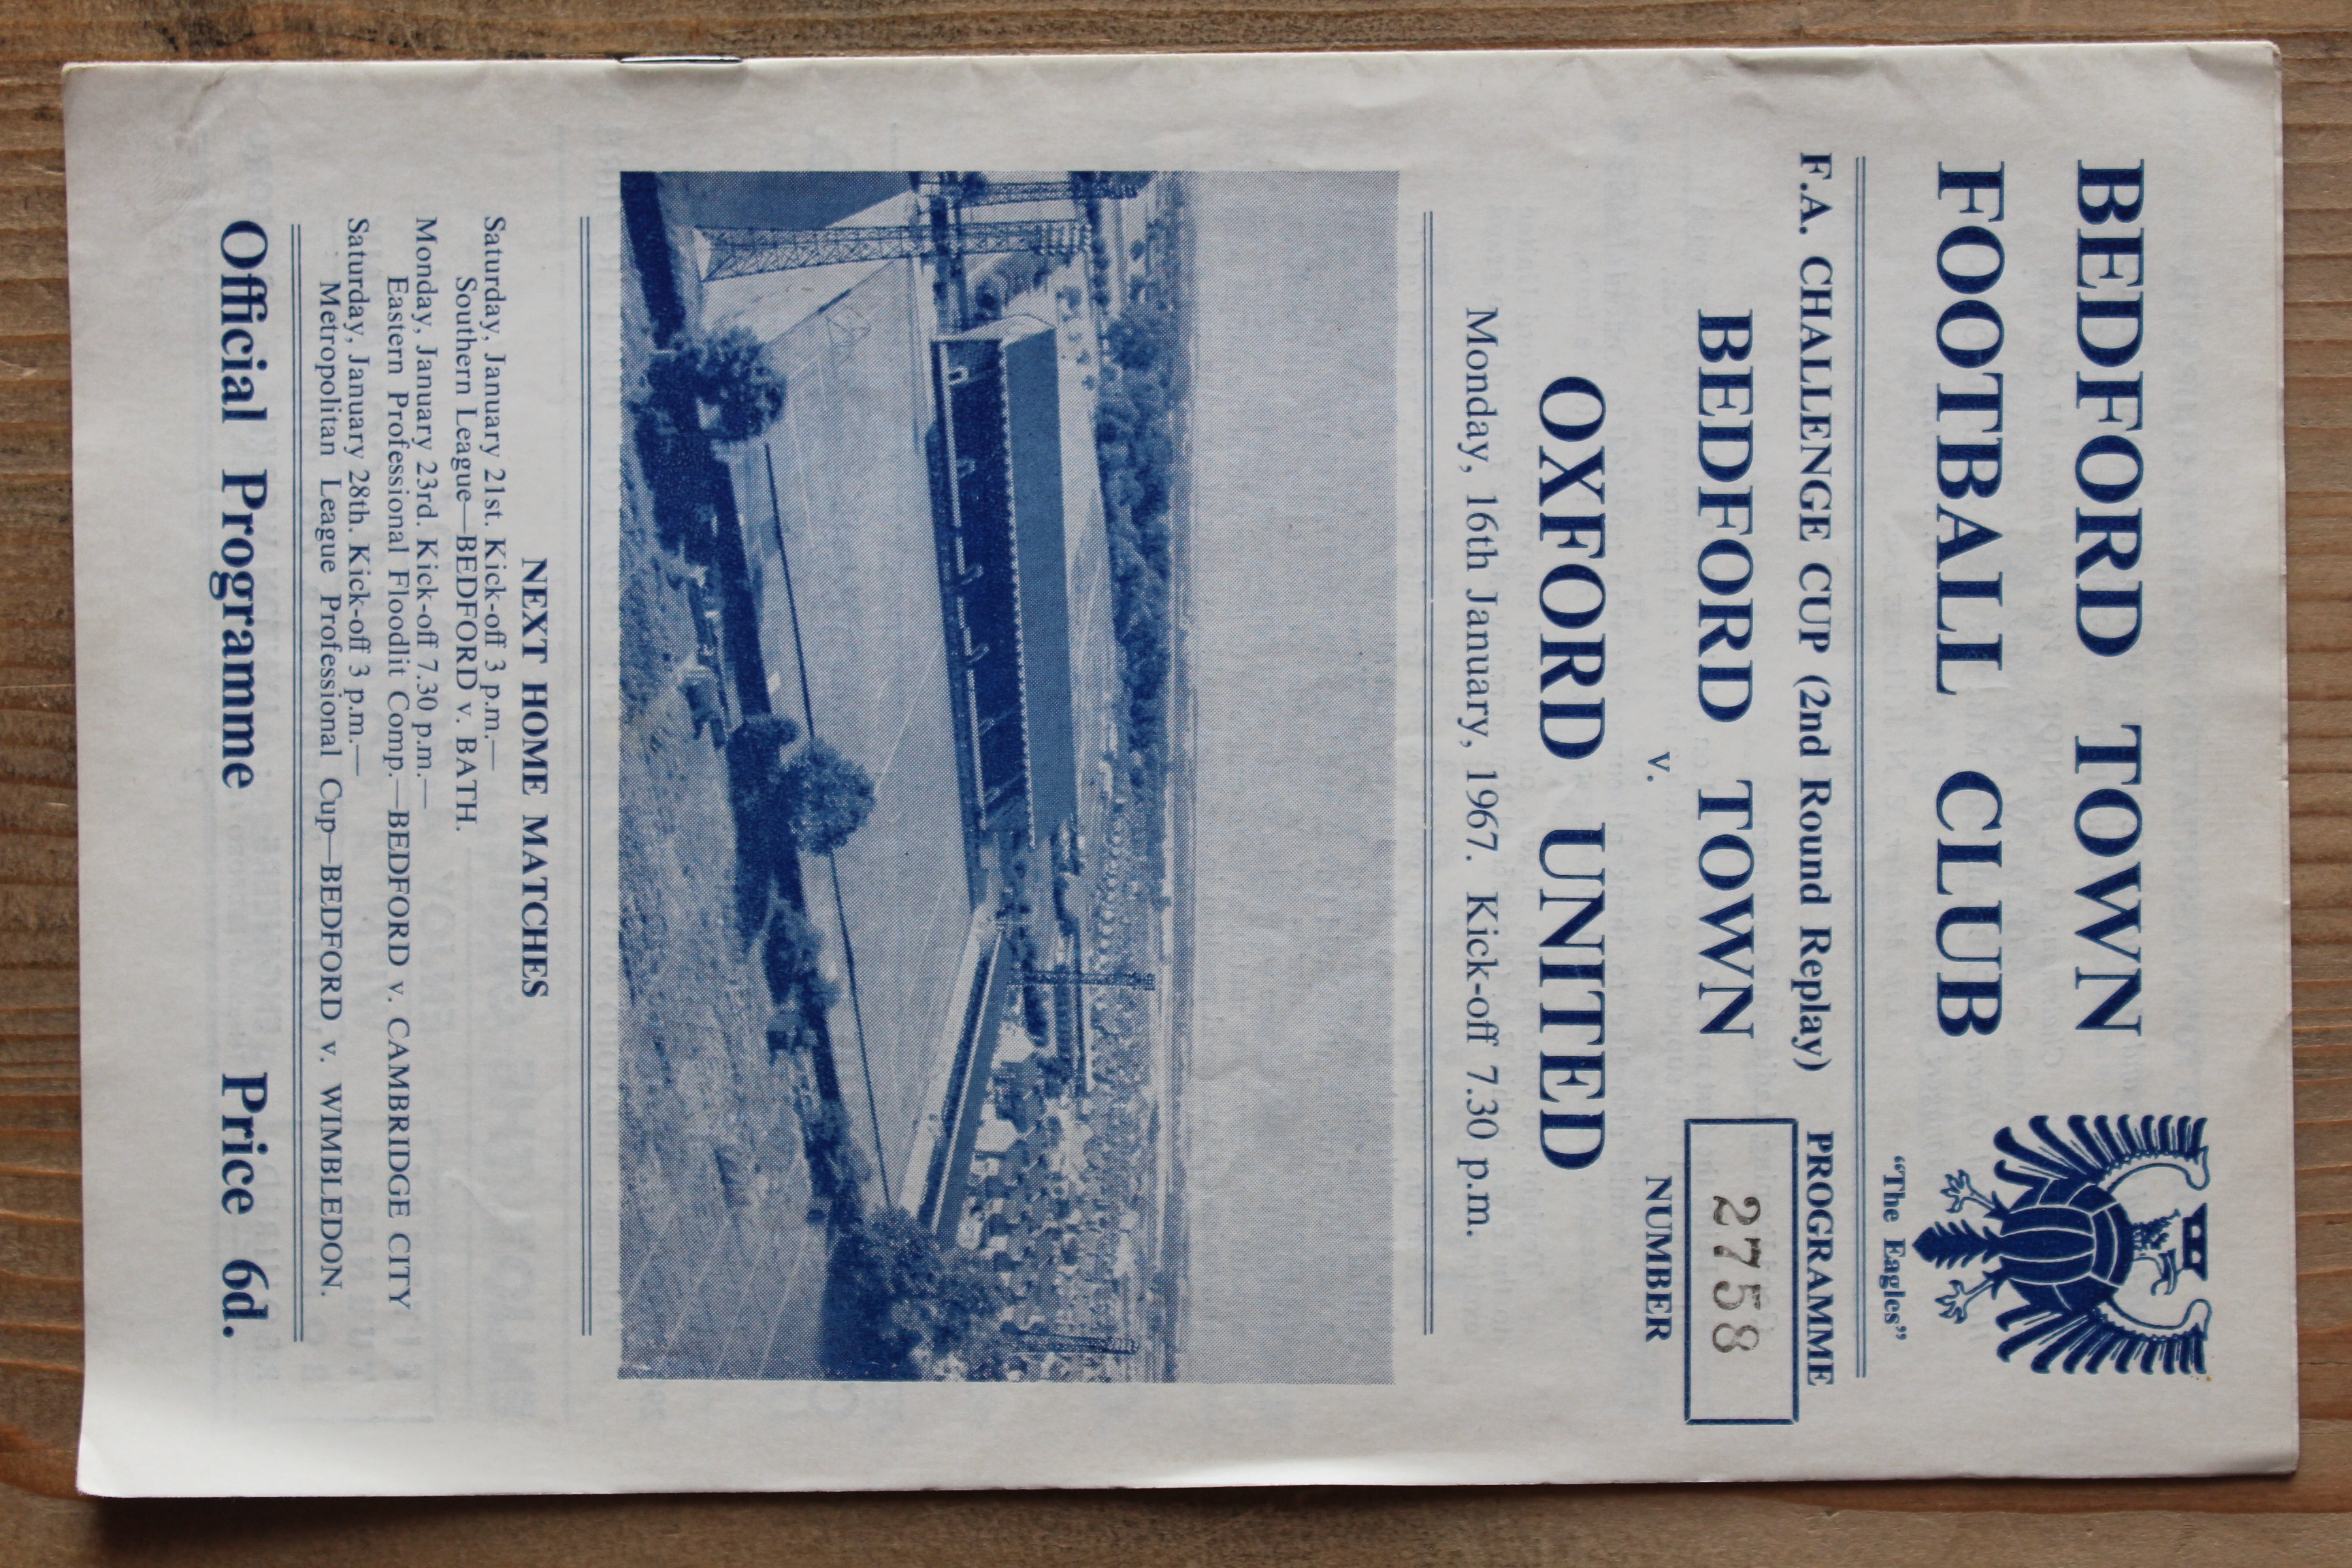 BEDFORD TOWN
FOOTBALL CLUB
"The Eagles"
F.A. CHALLENGE CUP (2nd Round Replay)
PROGRAMME
2758
NUMBER
BEDFORD TOWN
v.
OXFORD UNITED
Monday, 16th January, 1967. Kick-off 7.30 p.m.
NEXT HOME MATCHES
Saturday, January 21st. Kick-off 3 p.m.—
Southern League—BEDFORD v. BATH.
Monday, January 23rd. Kick-off 7.30 p.m.—
Eastern Professional Floodlit Comp.—BEDFORD v. CAMBRIDGE CITY
Saturday, January 28th. Kick-off 3 p.m.—
Metropolitan League Professional Cup—BEDFORD v. WIMBLEDON.
Official Programme Price 6d.